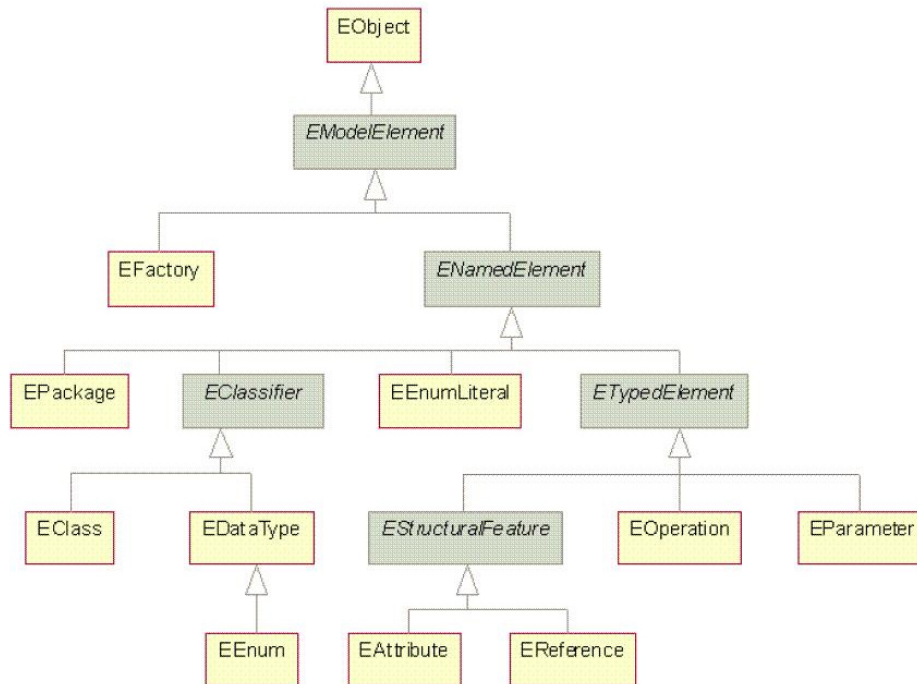 EObject
EModelElement
EFactory
ENamedElement
EPackage
EClassifier
EEnumLiteral
ETypedElement
EClass
EDataType
EStructuralFeature
EOperation
EParameter
EEnum
EAttribute
EReference